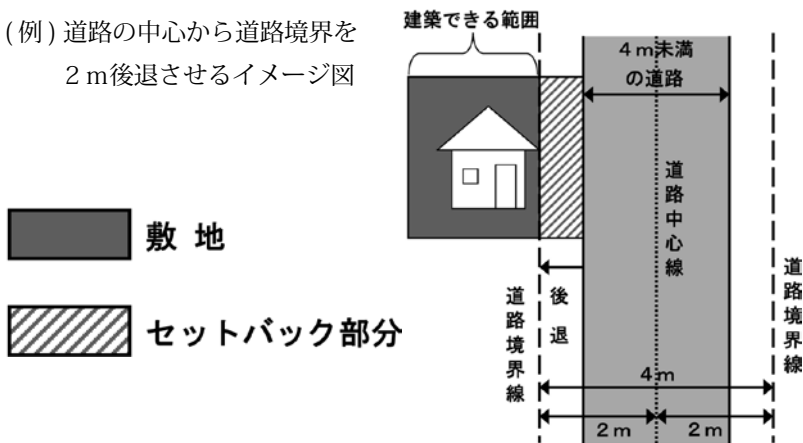 (例) 道路の中心から道路境界を
２ｍ後退させるイメージ図
建築できる範囲
４ｍ未満
の道路
道路中心線
敷 地
セットバック部分
道路境界線
後退
道路境界線
４ｍ
２ｍ
２ｍ